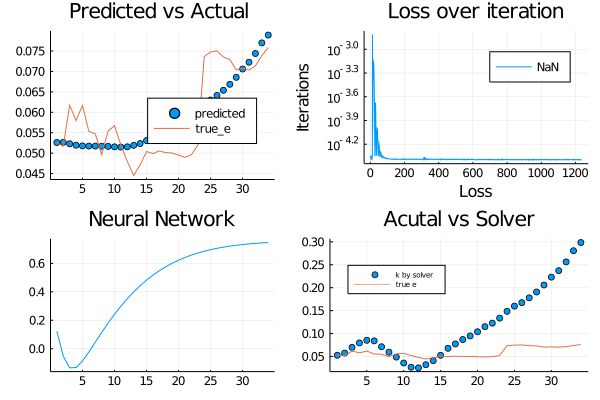 Predicted vs Actual
0.075
0.070
0.065
0.060
0.055
0.050
0.045
predicted
true_e
5 10 15 20 25 30
Loss over iteration
Iterations
10^-3.0
10^-3.3
10^-3.6
10^-3.9
10^-4.2
NaN
0 200 400 600 800 1000 1200
Loss
Neural Network
0.6
0.4
0.2
0.0
5 10 15 20 25 30
Acutal vs Solver
0.30
0.25
0.20
0.15
0.10
0.05
k by solver
true e
5 10 15 20 25 30